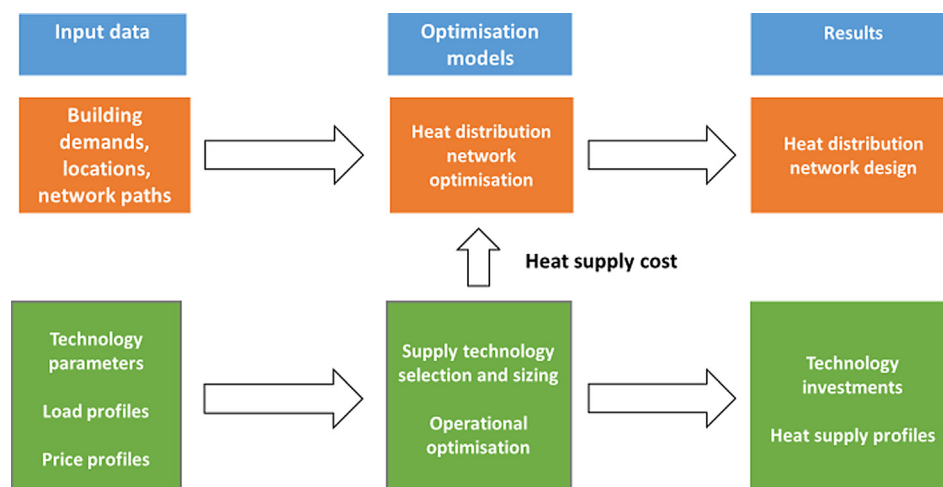 Input data
Optimisation
models
Results
Building
demands,
locations,
network paths
Heat distribution
network
optimisation
Heat distribution
network design
Heat supply cost
Technology
parameters
Load profiles
Price profiles
Supply technology
selection and sizing
Operational
optimisation
Technology
investments
Heat supply profiles